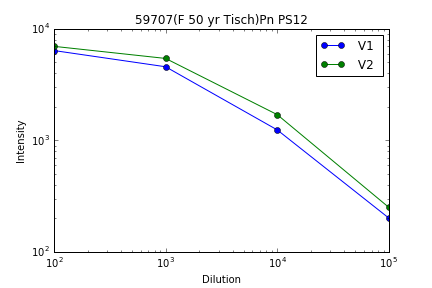 59707(F 50 yr Tisch)Pn PS12
10^4
10^3
10^2
Intensity
V1
V2
10^2 10^3 10^4 10^5
Dilution